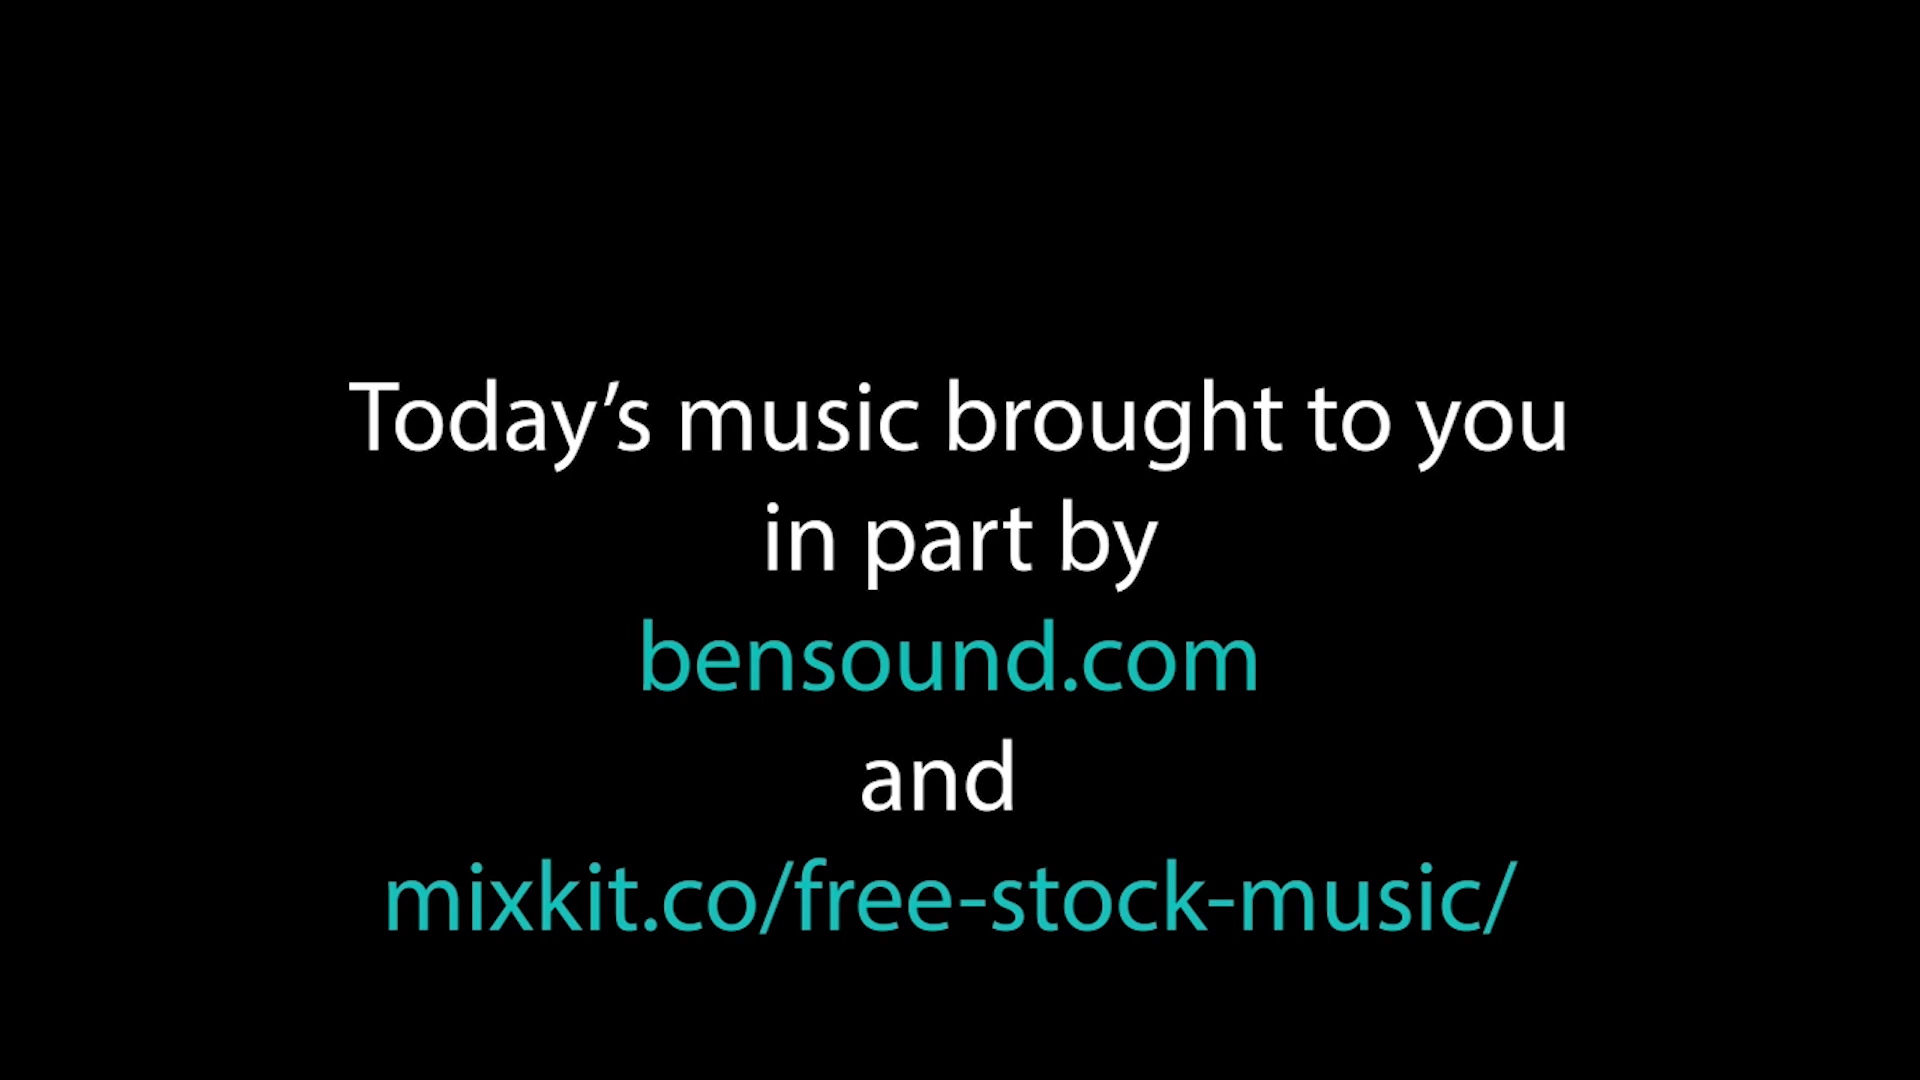 Today’s music brought to you
in part by
bensound.com
and
mixkit.co/free-stock-music/